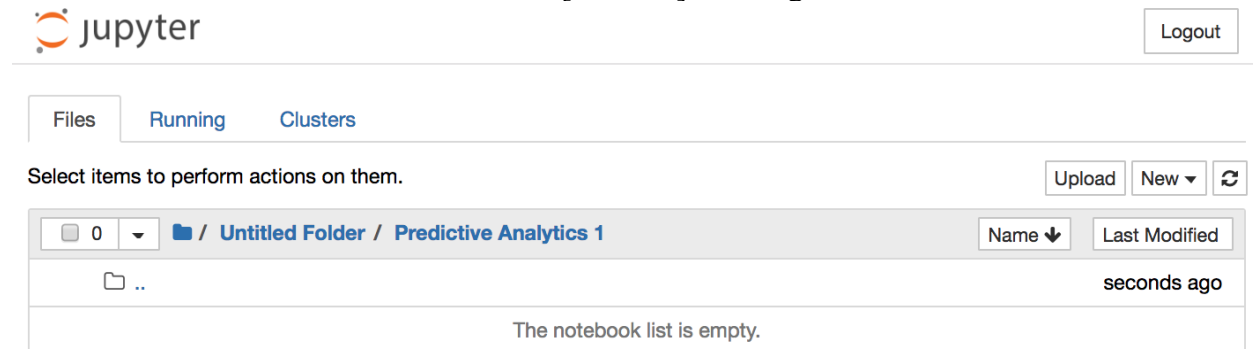 jupyter Logout
Files Running Clusters
Select items to perform actions on them. Upload New
0 / Untitled Folder / Predictive Analytics 1 Name Last Modified
.. seconds ago
The notebook list is empty.